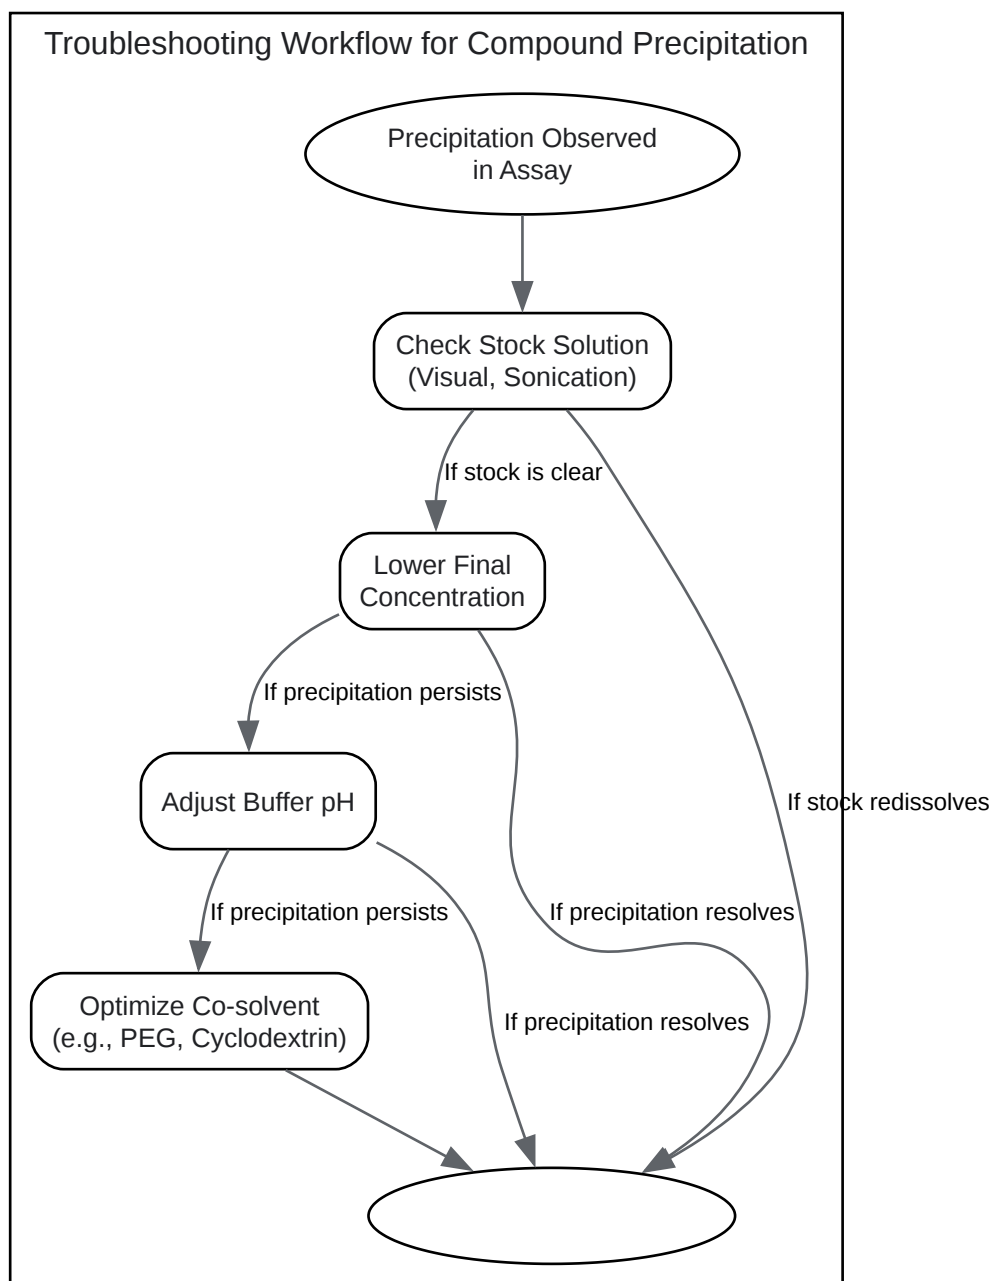 Troubleshooting Workflow for Compound Precipitation
Precipitation Observed
in Assay
Check Stock Solution
(Visual, Sonication)
If stock is clear
Lower Final
Concentration
If precipitation persists
Adjust Buffer pH
If stock redissolves
If precipitation persists
If precipitation resolves
Optimize Co-solvent
(e.g., PEG, Cyclodextrin)
If precipitation resolves